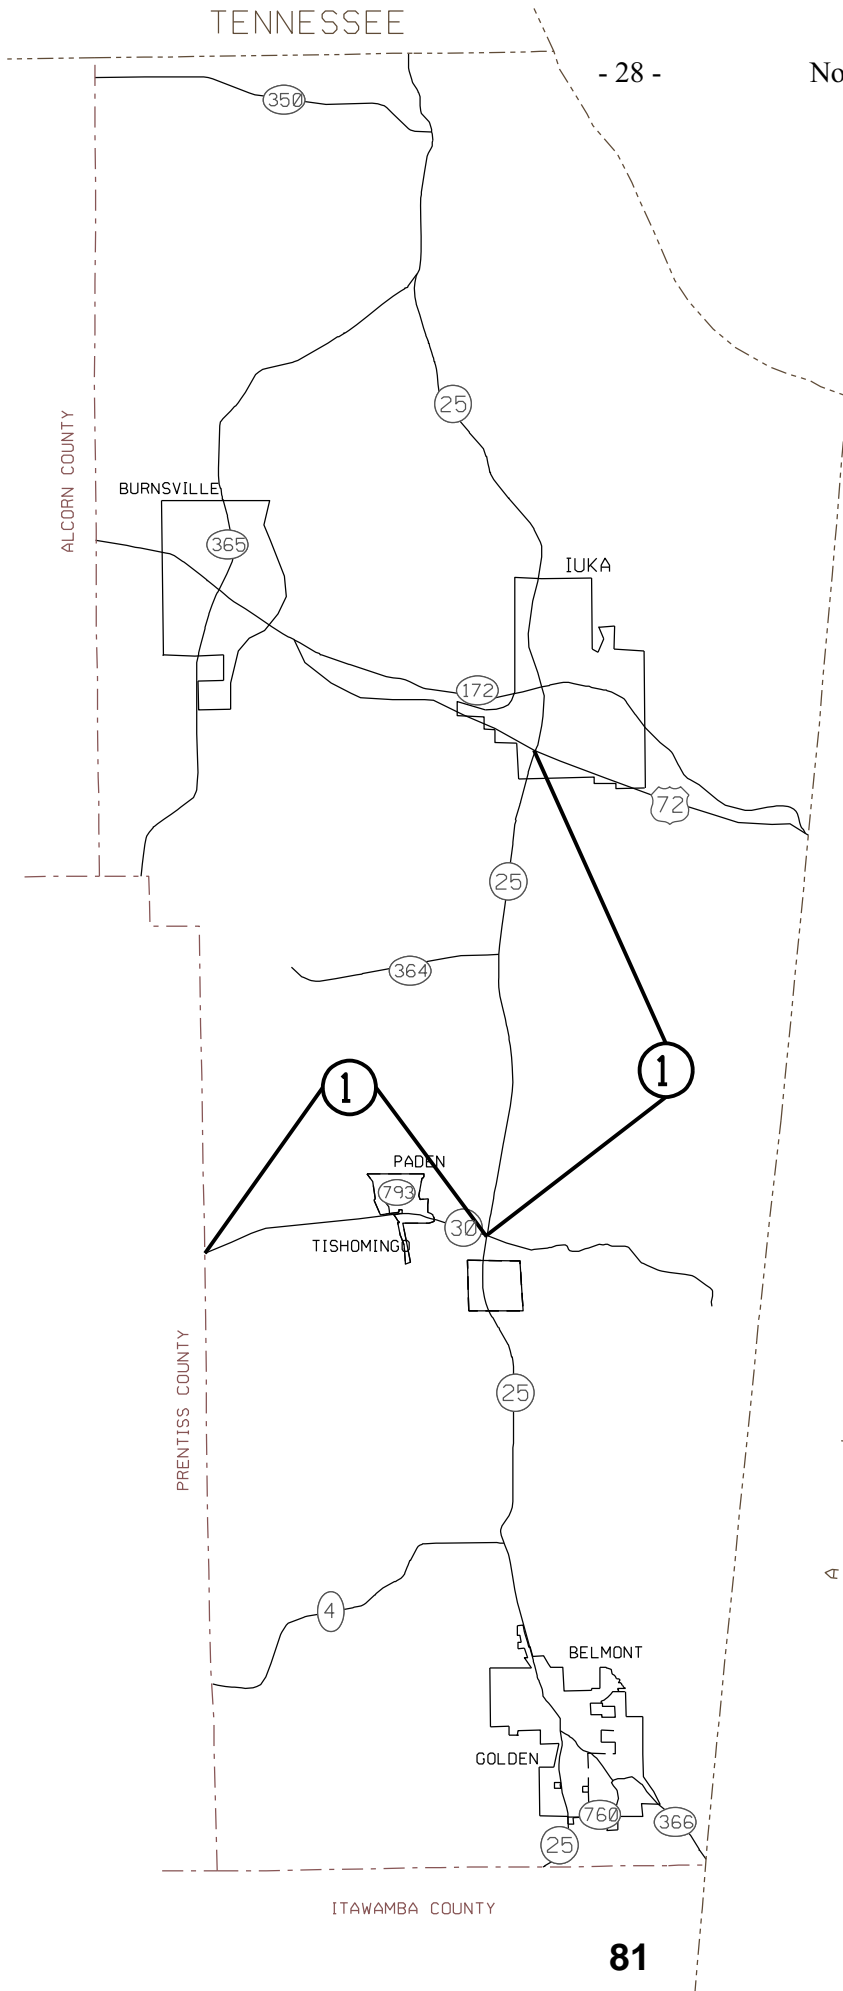 TENNESSEE
- 28 -
No
350
25
ALCORN COUNTY
BURNSVILLE
365
IUKA
172
72
25
364
1
1
PADEN
793
30
TISHOMINGO
PRENTISS COUNTY
25
4
A
BELMONT
GOLDEN
760
366
25
ITAWAMBA COUNTY
81